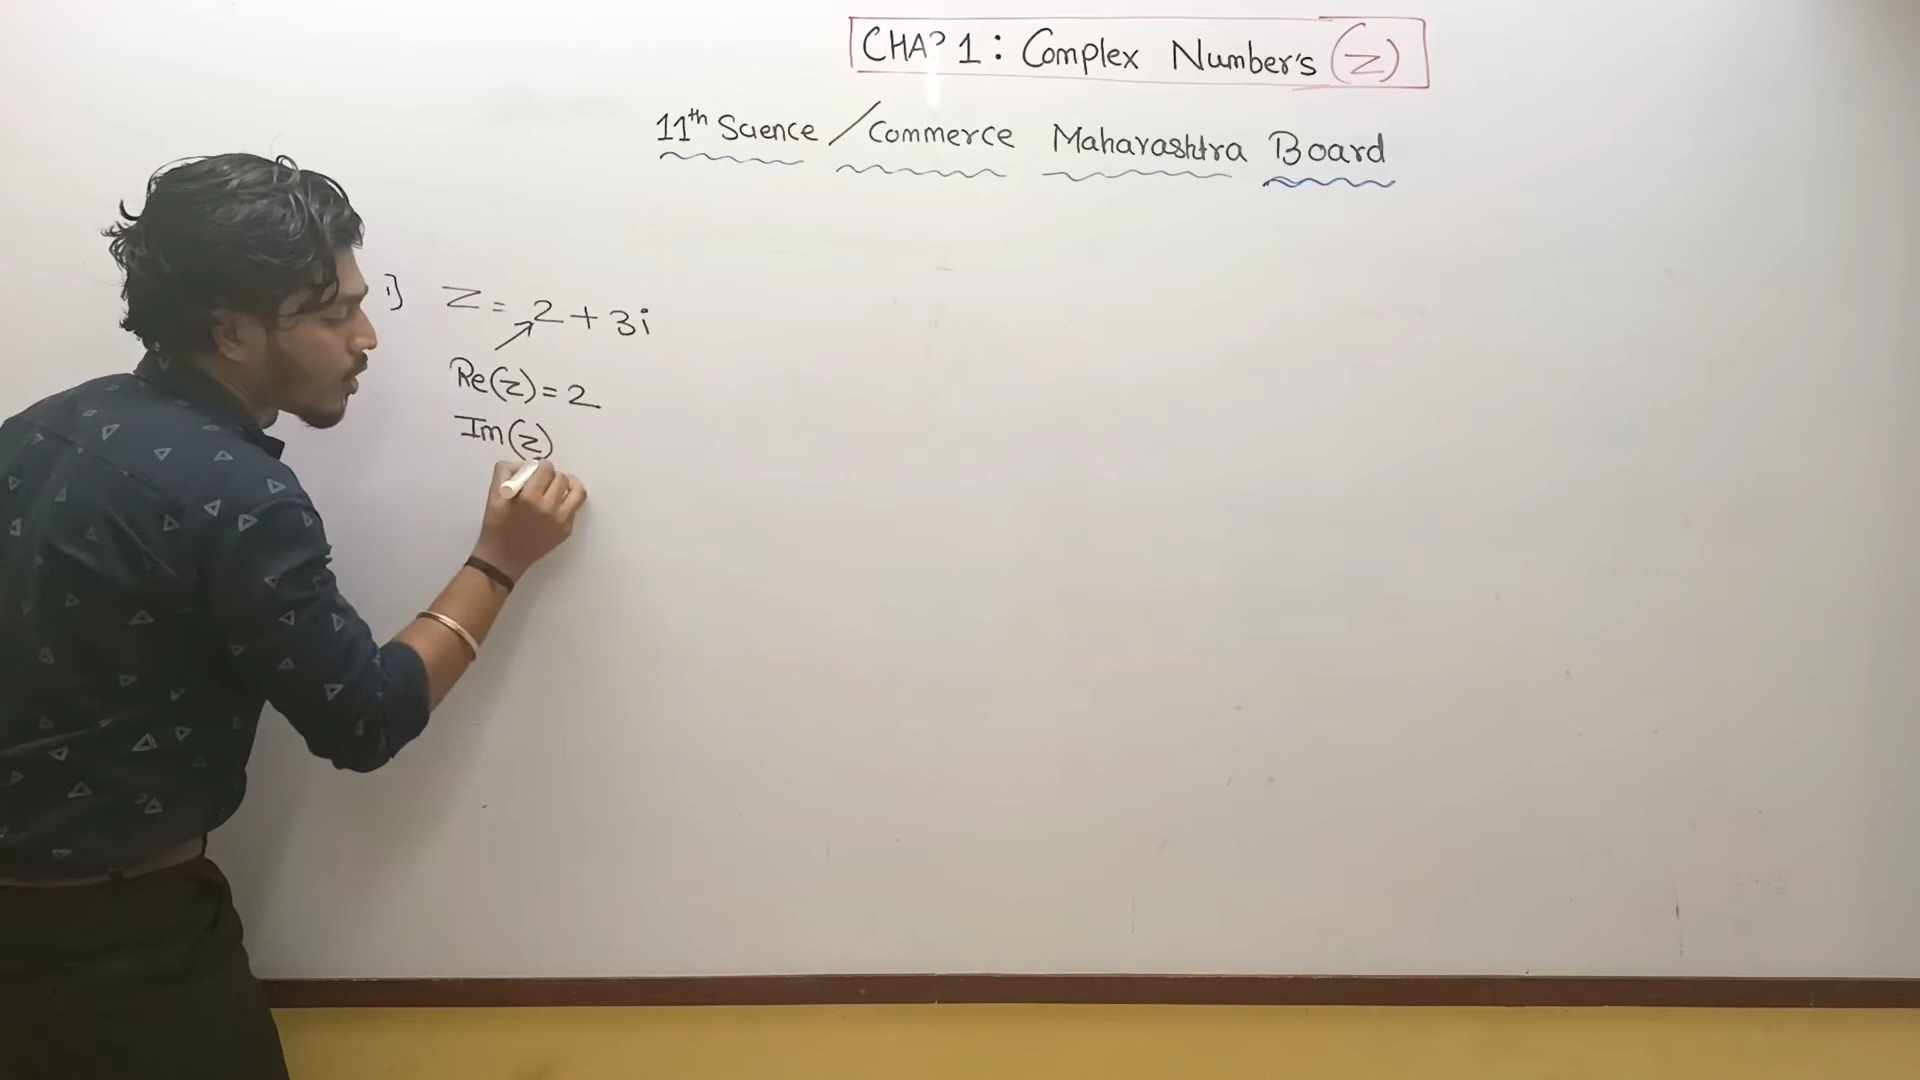 CHAP 1: Complex Number's (z)
11th Science / Commerce Maharashtra Board
i) z = 2 + 3i
Re(z) = 2
Im(z)